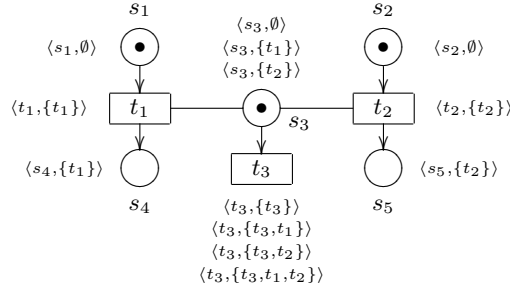 s₁
s₂
⟨s₃,∅⟩
⟨s₁,∅⟩
⟨s₃,{t₁}⟩
⟨s₂,∅⟩
⟨s₃,{t₂}⟩
⟨t₁,{t₁}⟩
t₁
t₂
⟨t₂,{t₂}⟩
s₃
⟨s₄,{t₁}⟩
t₃
⟨s₅,{t₂}⟩
s₄
s₅
⟨t₃,{t₃}⟩
⟨t₃,{t₃,t₁}⟩
⟨t₃,{t₃,t₂}⟩
⟨t₃,{t₃,t₁,t₂}⟩